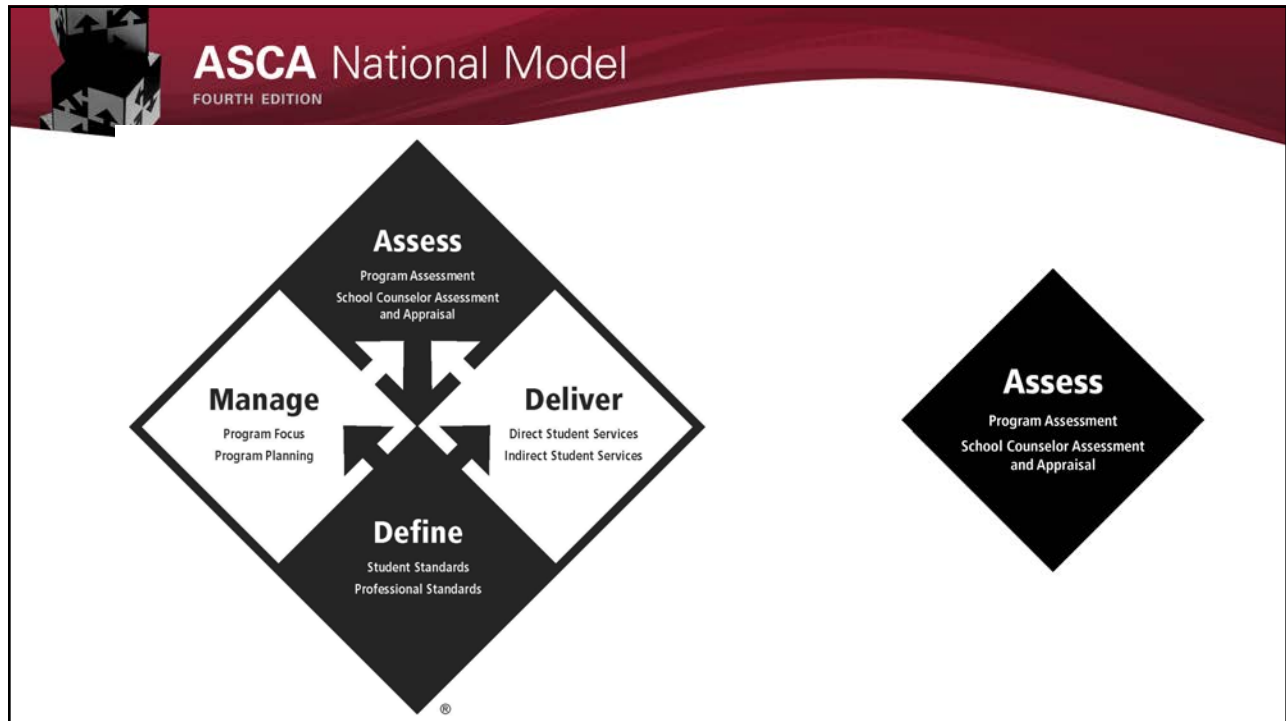 ASCA National Model
FOURTH EDITION
Assess
Program Assessment
School Counselor Assessment
and Appraisal
Manage
Program Focus
Program Planning
Deliver
Direct Student Services
Indirect Student Services
Define
Student Standards
Professional Standards
®
Assess
Program Assessment
School Counselor Assessment
and Appraisal